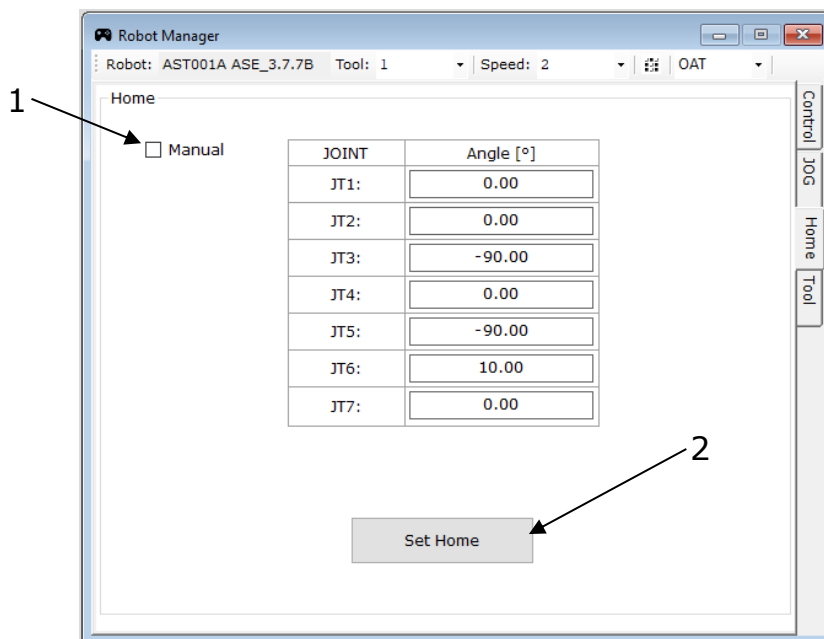 Robot Manager
Robot: AST001A ASE_3.7.7B Tool: 1 Speed: 2 OAT
Home
1
Manual
JOINT Angle [°]
JT1: 0.00
JT2: 0.00
JT3: -90.00
JT4: 0.00
JT5: -90.00
JT6: 10.00
JT7: 0.00
2
Set Home
Control
JOG
Home
Tool